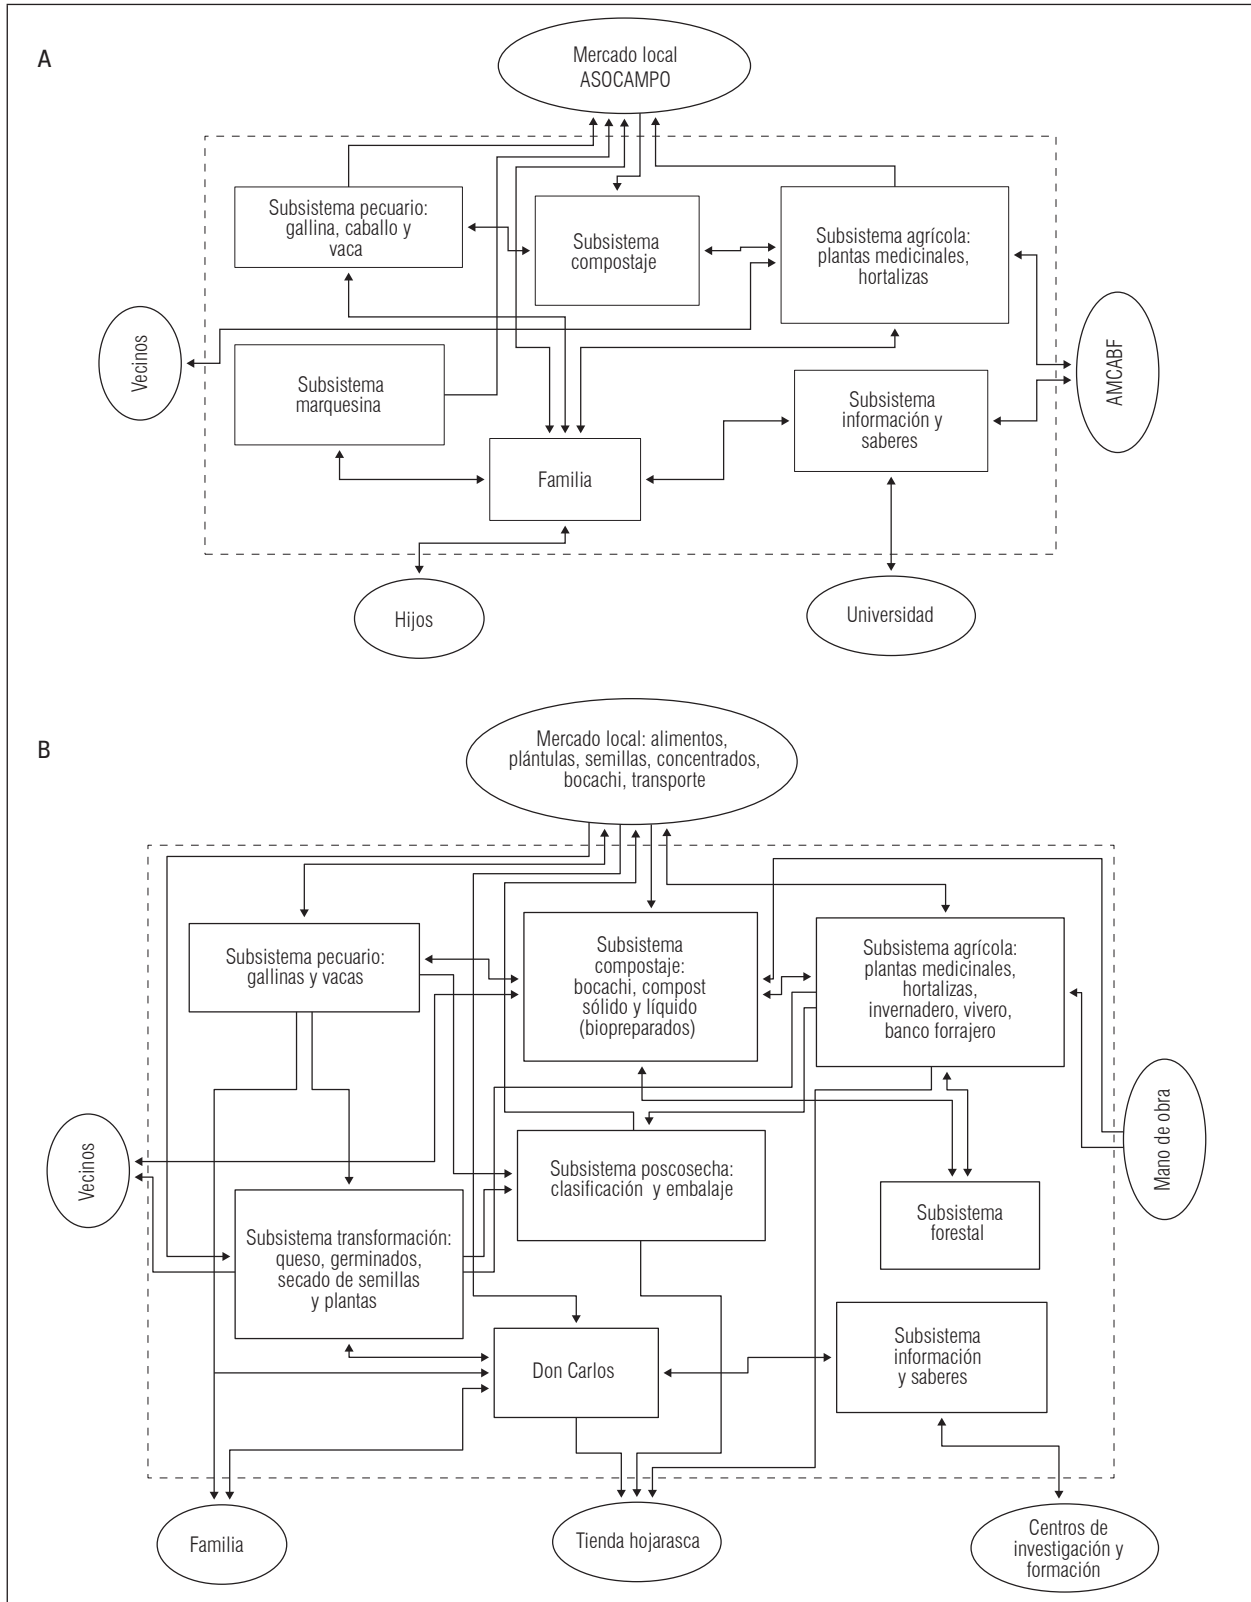 A
Mercado local
ASOCAMPO
Subsistema pecuario:
gallina, caballo y
vaca
Subsistema
compostaje
Subsistema agrícola:
plantas medicinales,
hortalizas
Vecinos
Subsistema
marquesina
Subsistema
información y
saberes
AMCABF
Familia
Hijos
Universidad
B
Mercado local: alimentos,
plántulas, semillas, concentrados,
bocachi, transporte
Subsistema pecuario:
gallinas y vacas
Subsistema
compostaje:
bocachi, compost
sólido y líquido
(biopreparados)
Subsistema agrícola:
plantas medicinales,
hortalizas,
invernadero, vivero,
banco forrajero
Vecinos
Mano de obra
Subsistema poscosecha:
clasificación y embalaje
Subsistema
forestal
Subsistema transformación:
queso, germinados,
secado de semillas
y plantas
Don Carlos
Subsistema
información
y saberes
Familia
Tienda hojarasca
Centros de
investigación y
formación